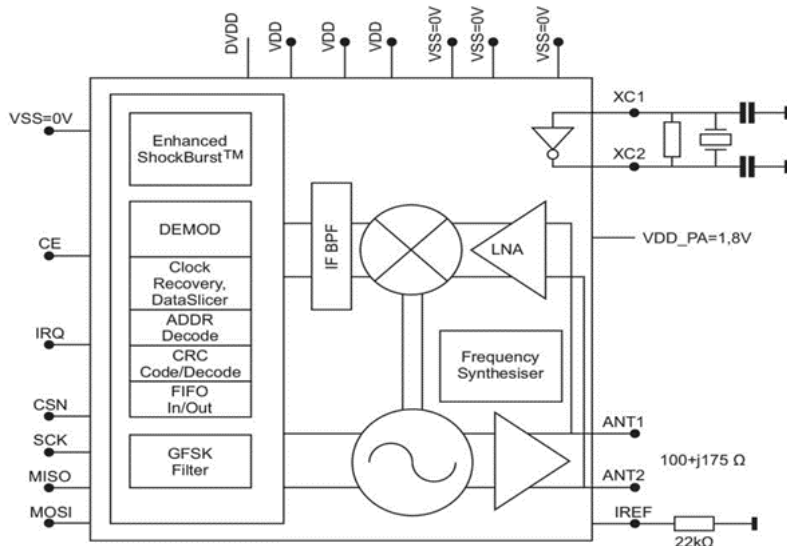 DVDD
VDD
VDD
VDD
VSS=0V
VSS=0V
VSS=0V
XC1
VSS=0V
Enhanced
ShockBurst™
XC2
DEMOD
IF BPF
LNA
VDD_PA=1,8V
CE
Clock
Recovery,
DataSlicer
ADDR
Decode
IRQ
CRC
Code/Decode
Frequency
Synthesiser
FIFO
In/Out
CSN
ANT1
SCK
GFSK
Filter
100+j175 Ω
MISO
ANT2
MOSI
IREF
22kΩ